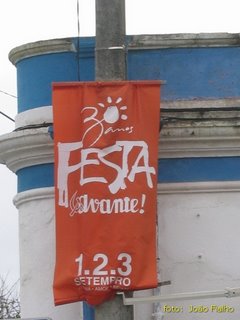 30
anos
FESTA
do Avante!
1.2.3
SETEMBRO
foto: João Fialho